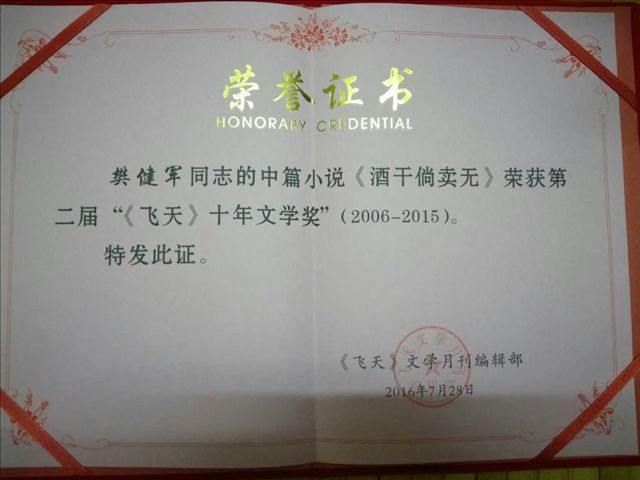 荣誉证书
HONORARY CREDENTIAL
樊健军同志的中篇小说《酒干倘卖无》荣获第
二届“《飞天》十年文学奖”(2006-2015)。
特发此证。
《飞天》文学月刊编辑部
2016年7月28日